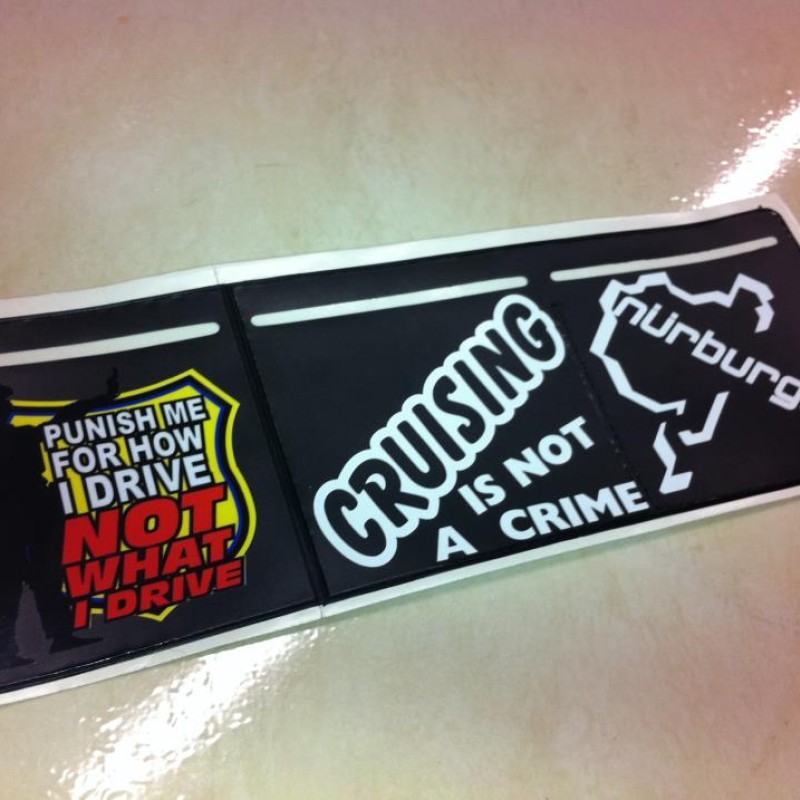 PUNISH ME
FOR HOW
I DRIVE
NOT
WHAT
I DRIVE
CRUISING
IS NOT
A CRIME
nürburg